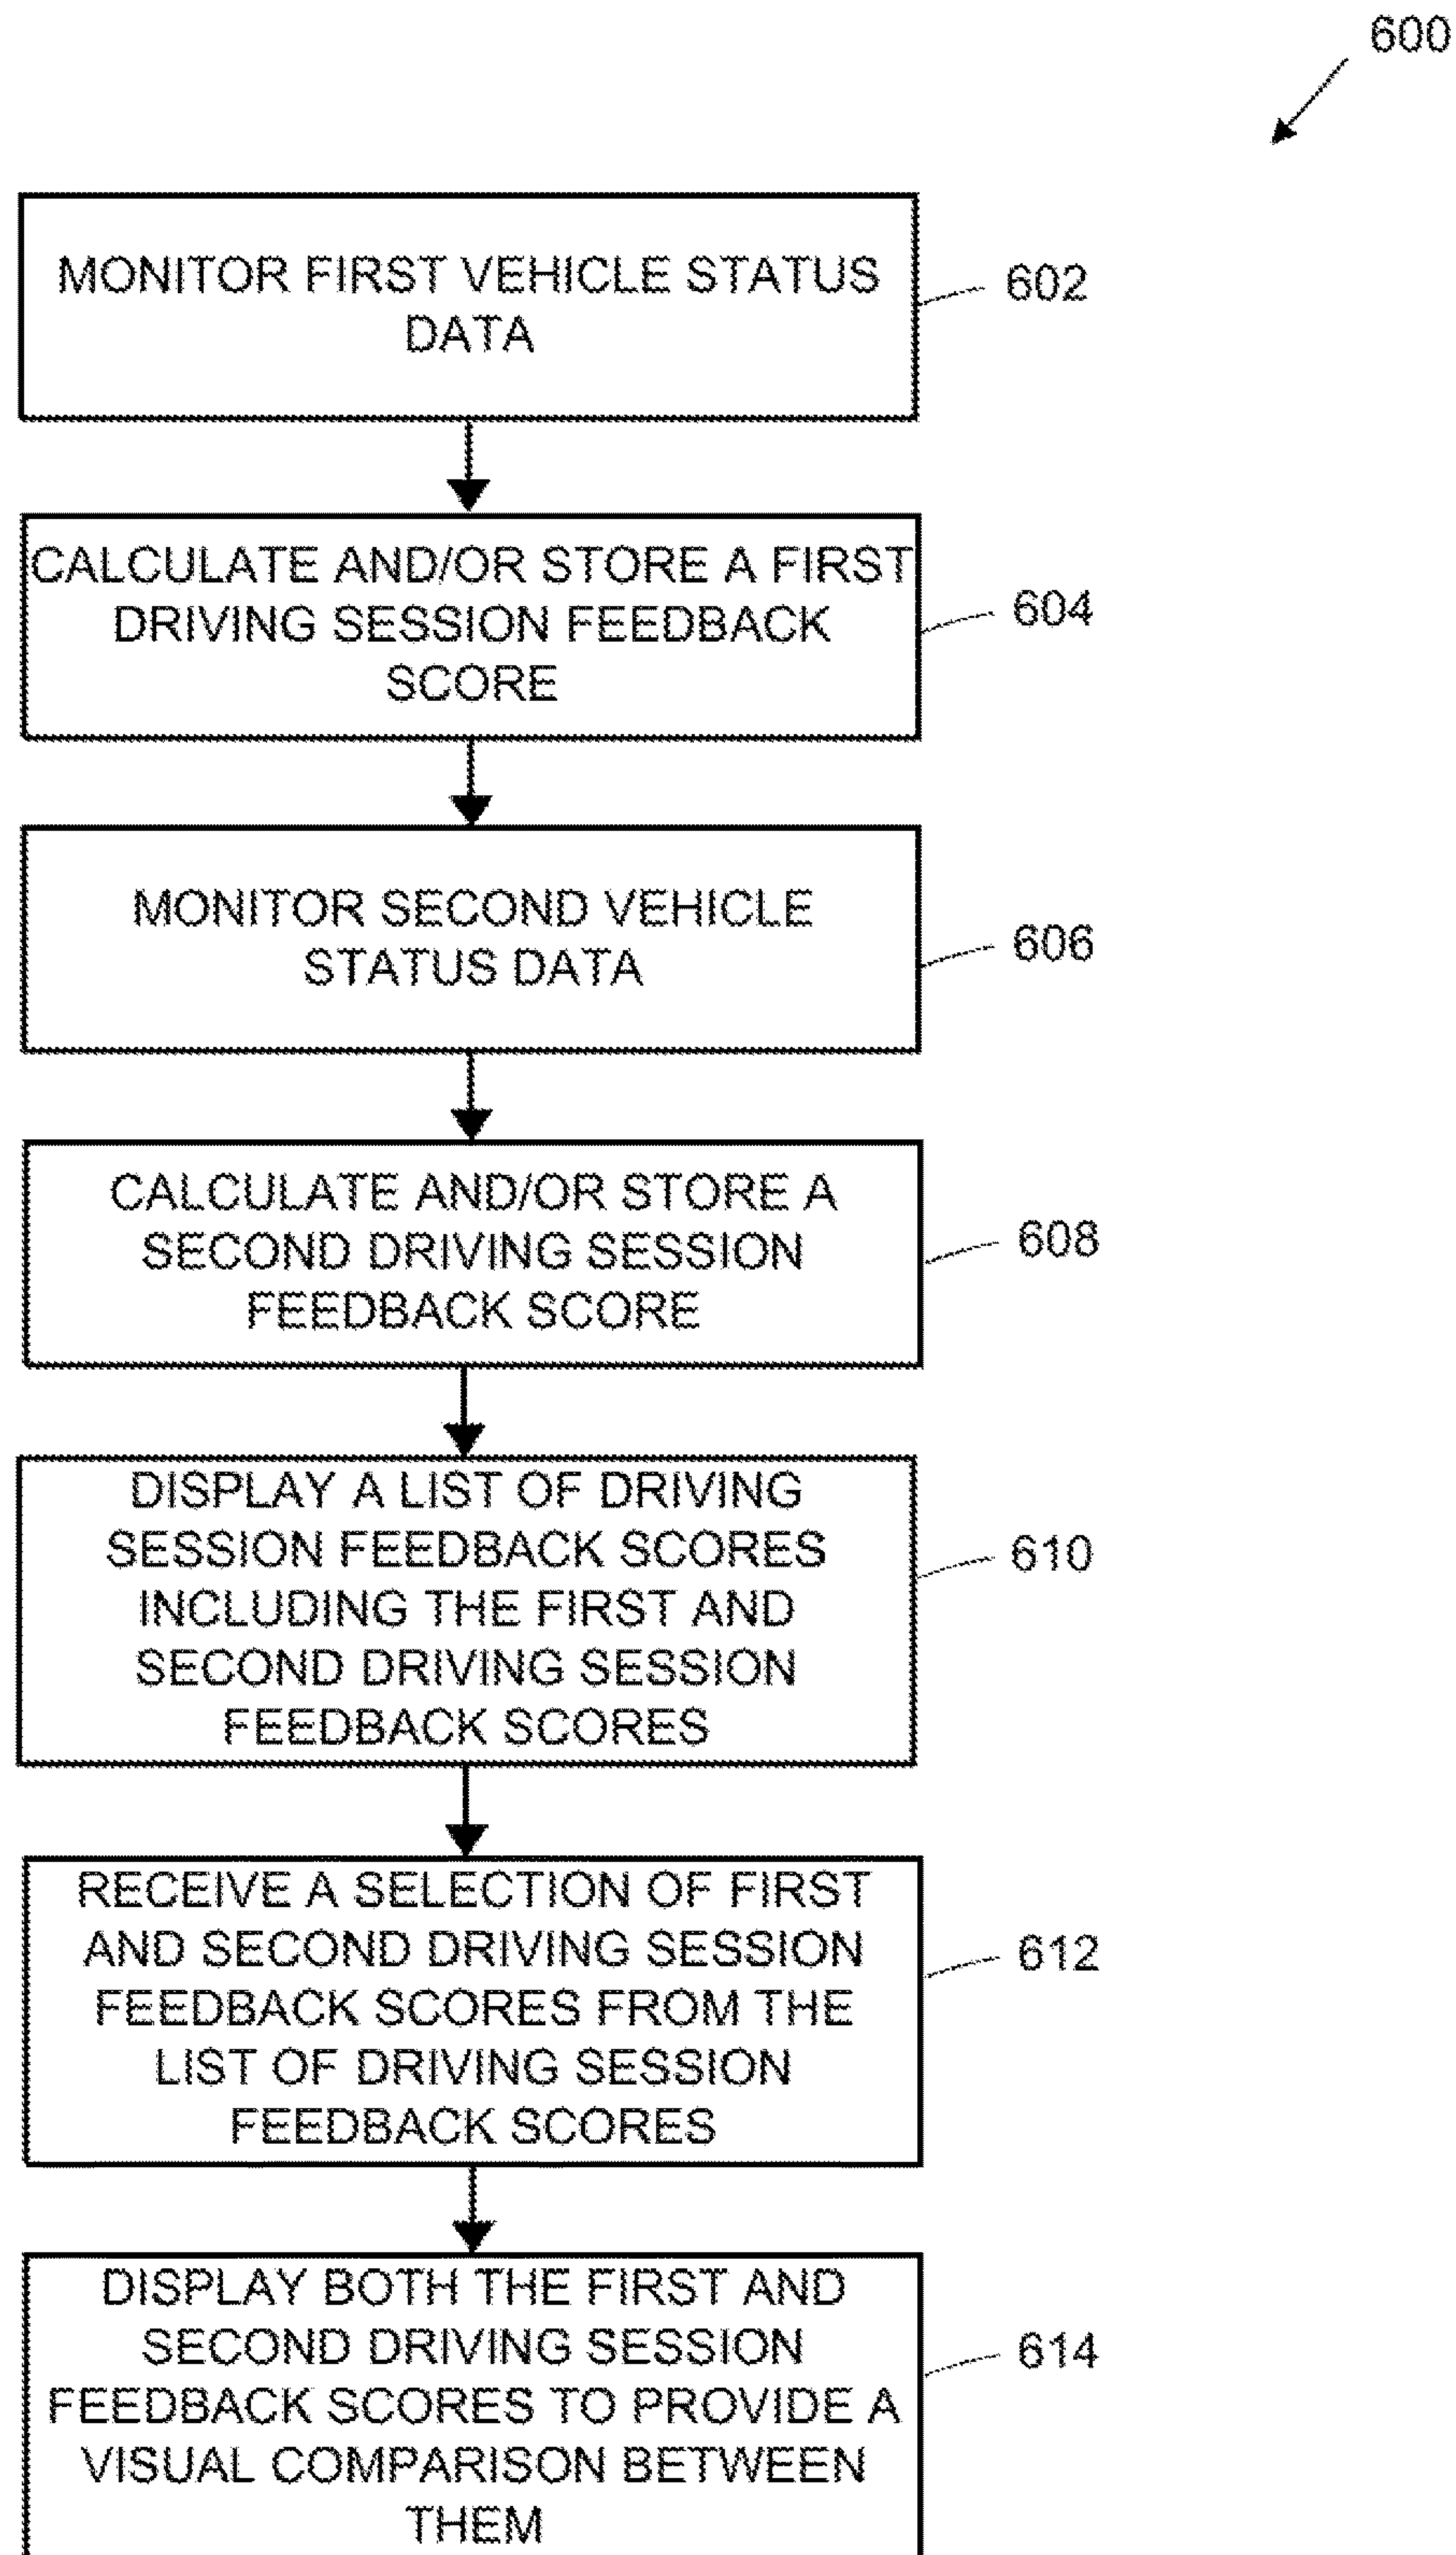 600
MONITOR FIRST VEHICLE STATUS
DATA
602
CALCULATE AND/OR STORE A FIRST
DRIVING SESSION FEEDBACK
SCORE
604
MONITOR SECOND VEHICLE
STATUS DATA
606
CALCULATE AND/OR STORE A
SECOND DRIVING SESSION
FEEDBACK SCORE
608
DISPLAY A LIST OF DRIVING
SESSION FEEDBACK SCORES
INCLUDING THE FIRST AND
SECOND DRIVING SESSION
FEEDBACK SCORES
610
RECEIVE A SELECTION OF FIRST
AND SECOND DRIVING SESSION
FEEDBACK SCORES FROM THE
LIST OF DRIVING SESSION
FEEDBACK SCORES
612
DISPLAY BOTH THE FIRST AND
SECOND DRIVING SESSION
FEEDBACK SCORES TO PROVIDE A
VISUAL COMPARISON BETWEEN
THEM
614